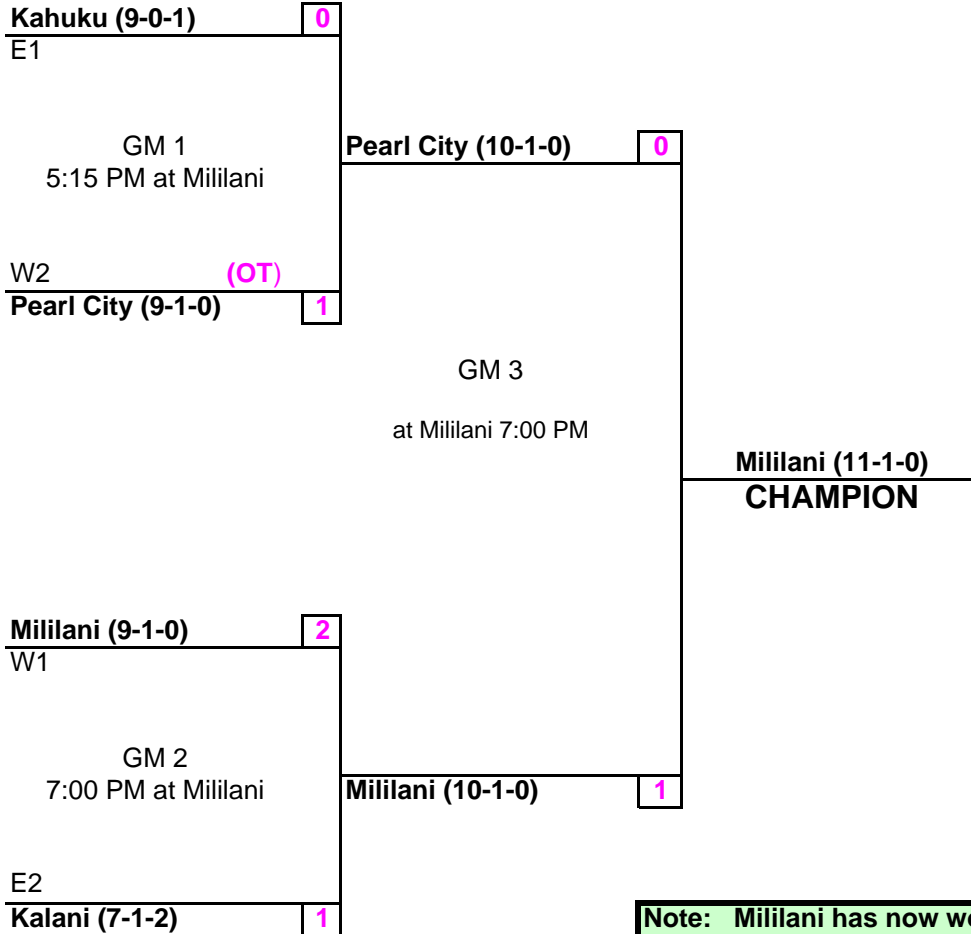 Kahuku (9-0-1) 0
E1
GM 1
5:15 PM at Mililani
W2 (OT)
Pearl City (9-1-0) 1
Pearl City (10-1-0) 0
GM 3
at Mililani 7:00 PM
Mililani (11-1-0)
CHAMPION
Mililani (9-1-0) 2
W1
GM 2
7:00 PM at Mililani
E2
Kalani (7-1-2) 1
Mililani (10-1-0) 1
Note: Mililani has now